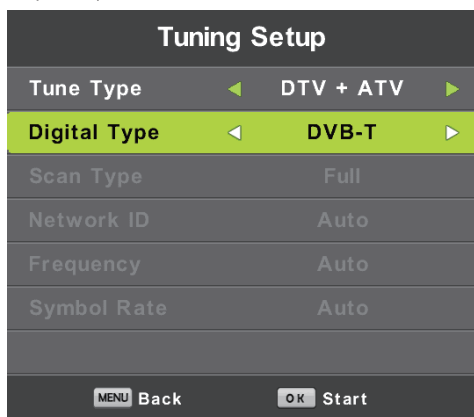 Tuning Setup
Tune Type DTV + ATV
Digital Type DVB-T
Scan Type Full
Network ID Auto
Frequency Auto
Symbol Rate Auto
MENU Back OK Start